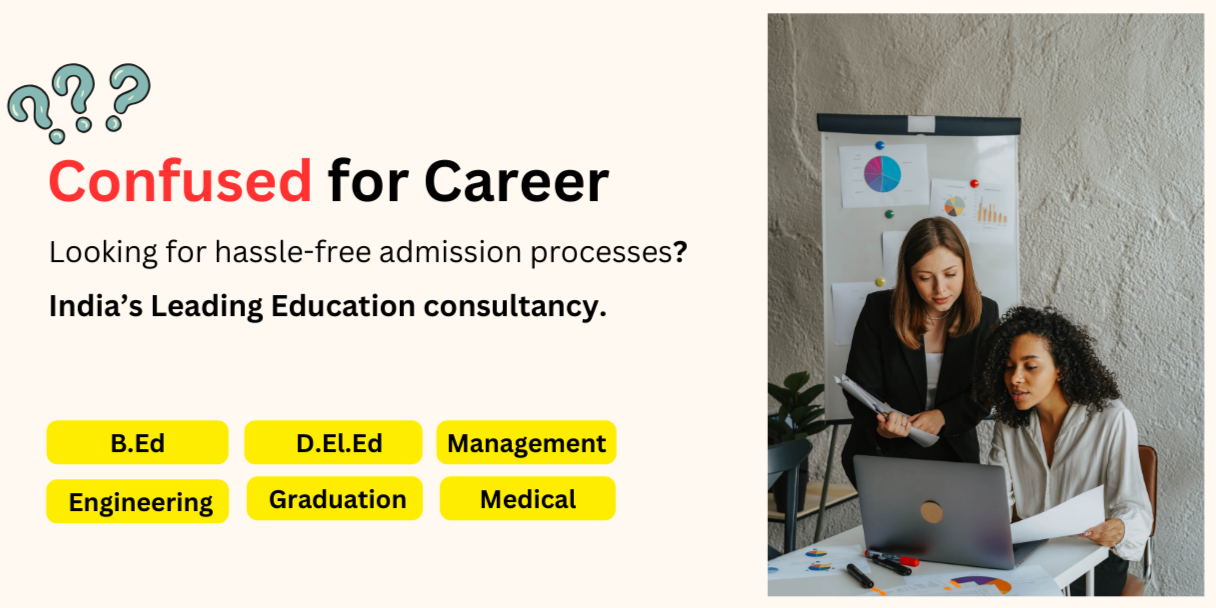 ???
Confused for Career
Looking for hassle-free admission processes?
India’s Leading Education consultancy.
B.Ed
D.El.Ed
Management
Engineering
Graduation
Medical